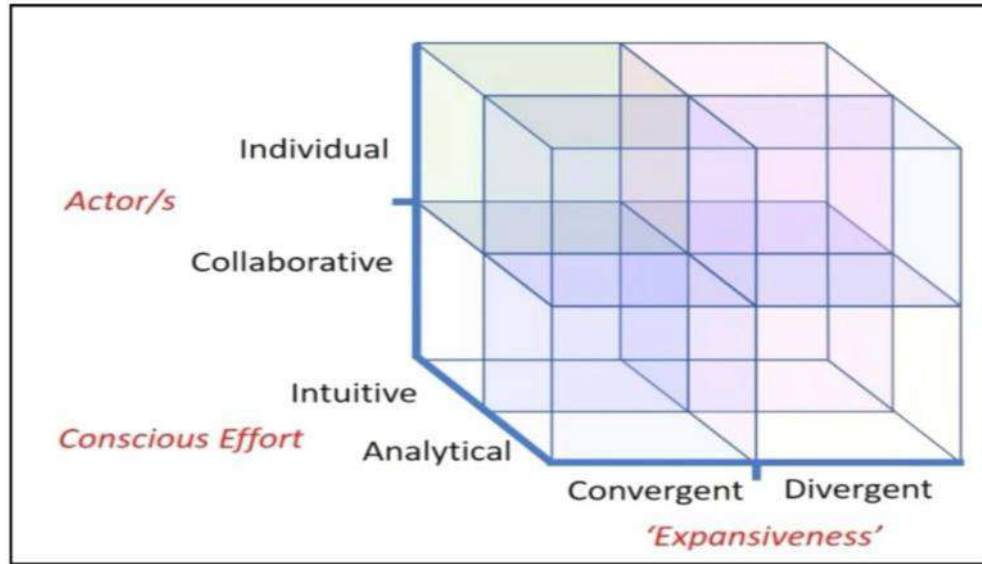 Individual
Actor/s
Collaborative
Intuitive
Conscious Effort
Analytical
Convergent Divergent
‘Expansiveness’